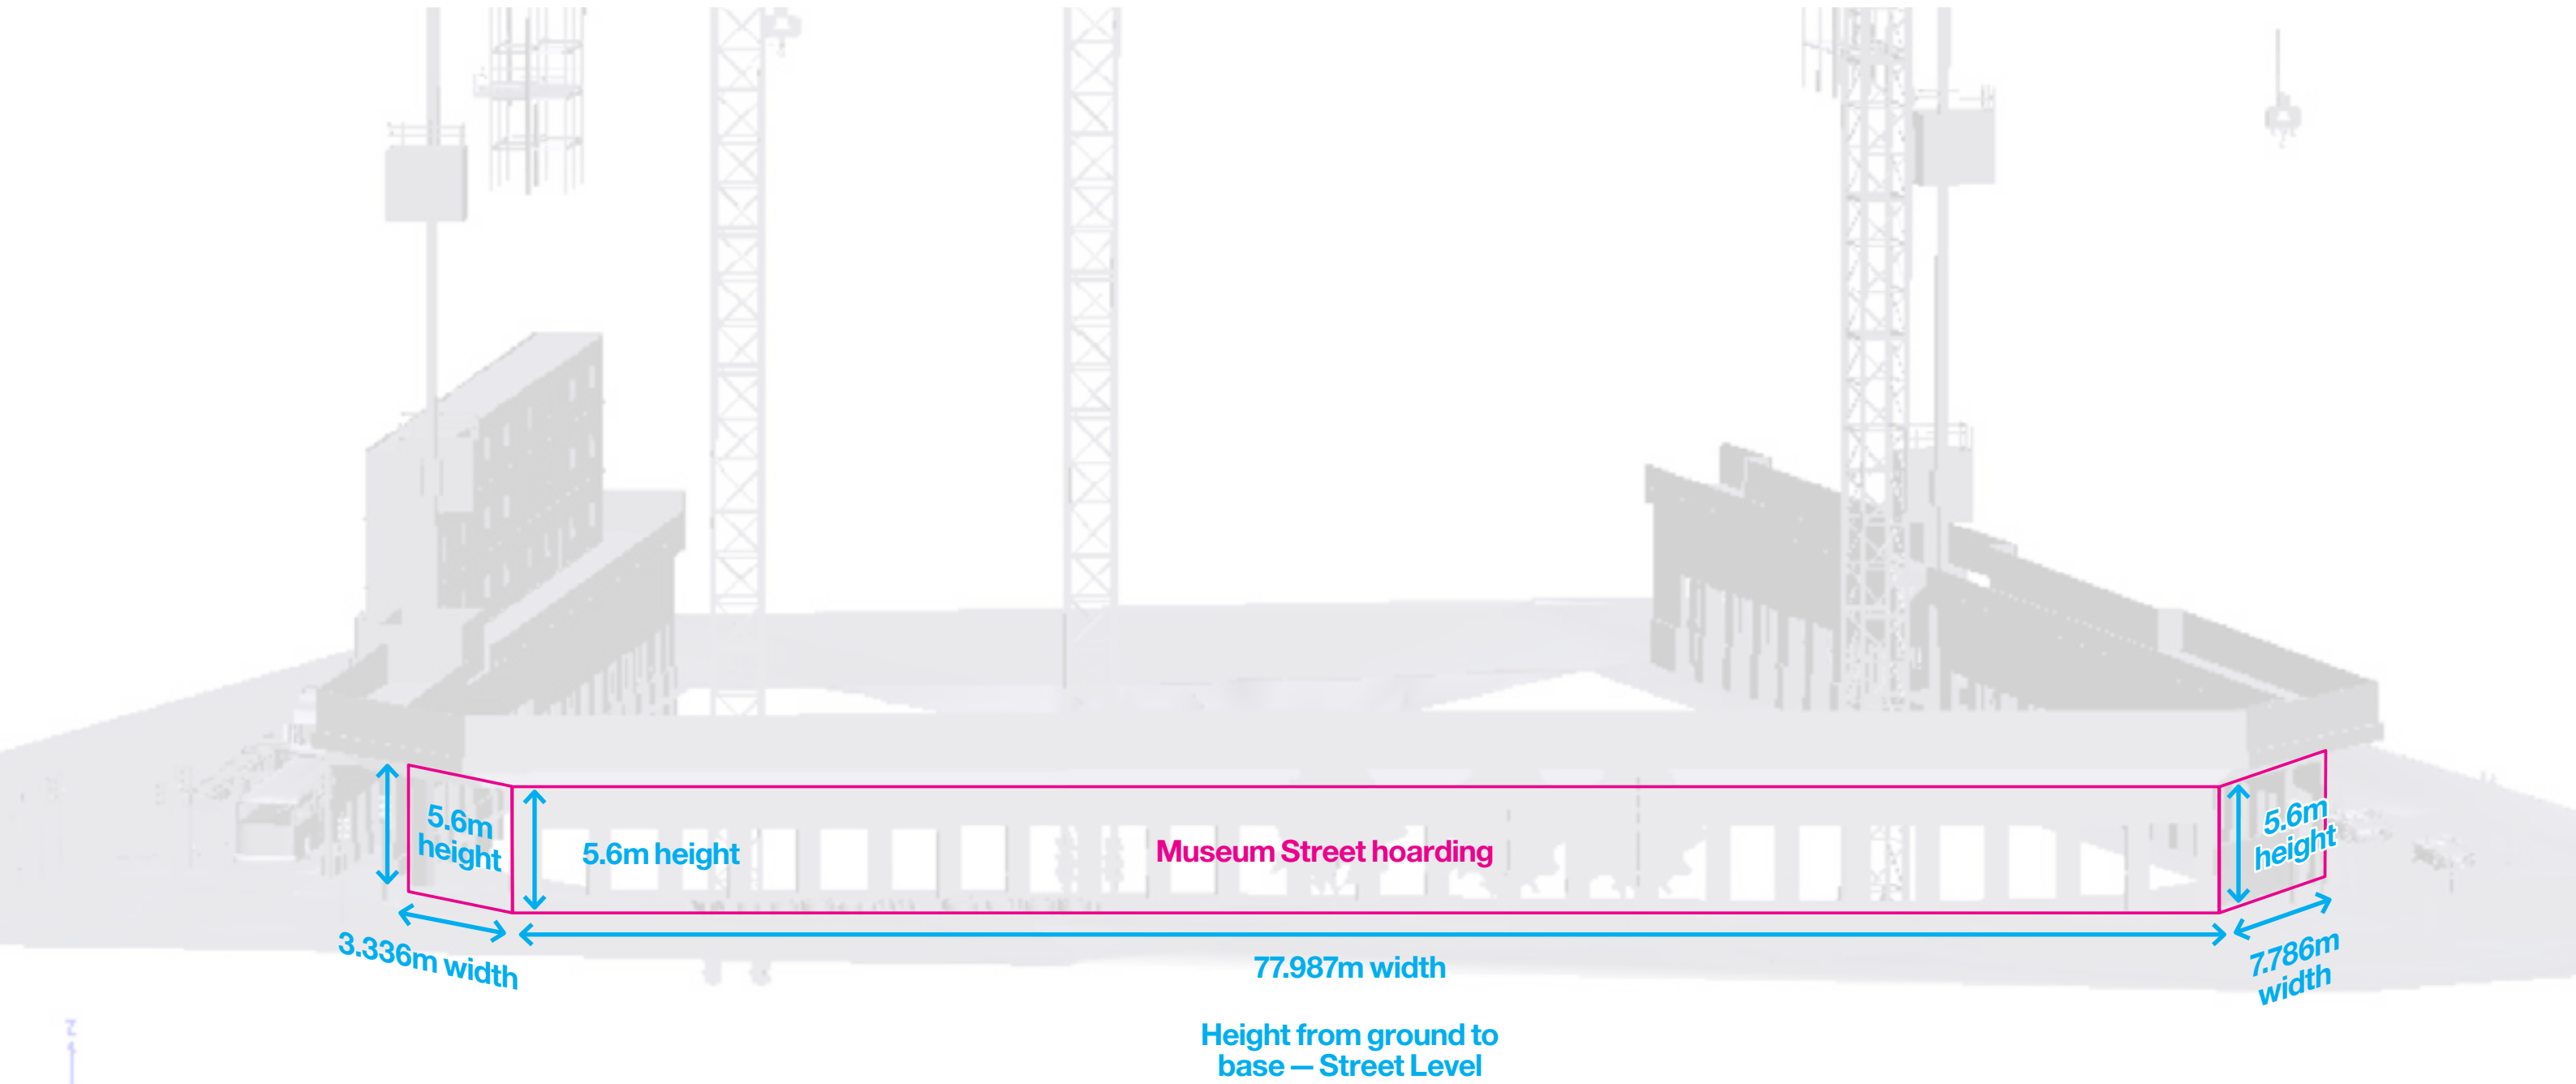 5.6m
height
5.6m height
Museum Street hoarding
5.6m
height
3.336m width
77.987m width
7.786m
width
Height from ground to
base — Street Level
Z